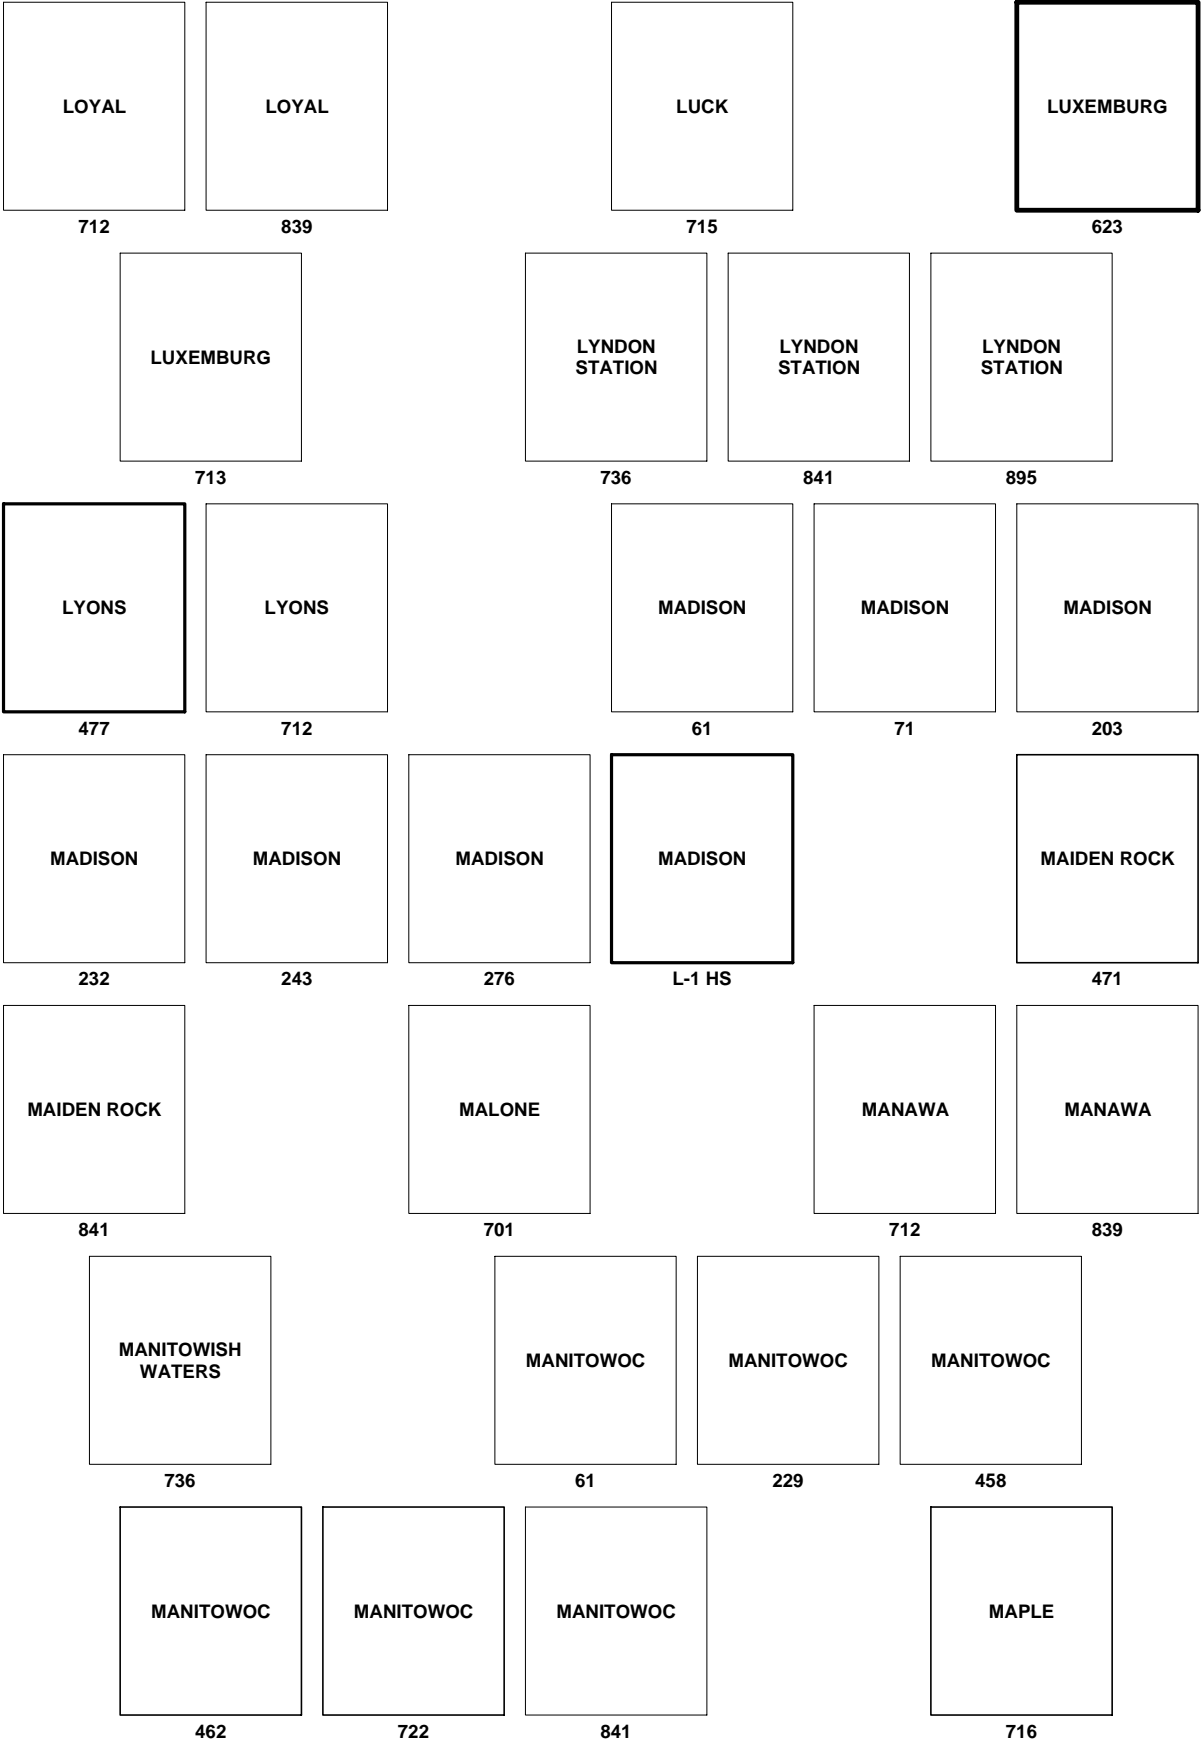 LOYAL
LOYAL
LUCK
LUXEMBURG
712
839
715
623
LUXEMBURG
LYNDON
STATION
LYNDON
STATION
LYNDON
STATION
713
736
841
895
LYONS
LYONS
MADISON
MADISON
MADISON
477
712
61
71
203
MADISON
MADISON
MADISON
MADISON
MAIDEN ROCK
232
243
276
L-1 HS
471
MAIDEN ROCK
MALONE
MANAWA
MANAWA
841
701
712
839
MANITOWISH
WATERS
MANITOWOC
MANITOWOC
MANITOWOC
736
61
229
458
MANITOWOC
MANITOWOC
MANITOWOC
MAPLE
462
722
841
716